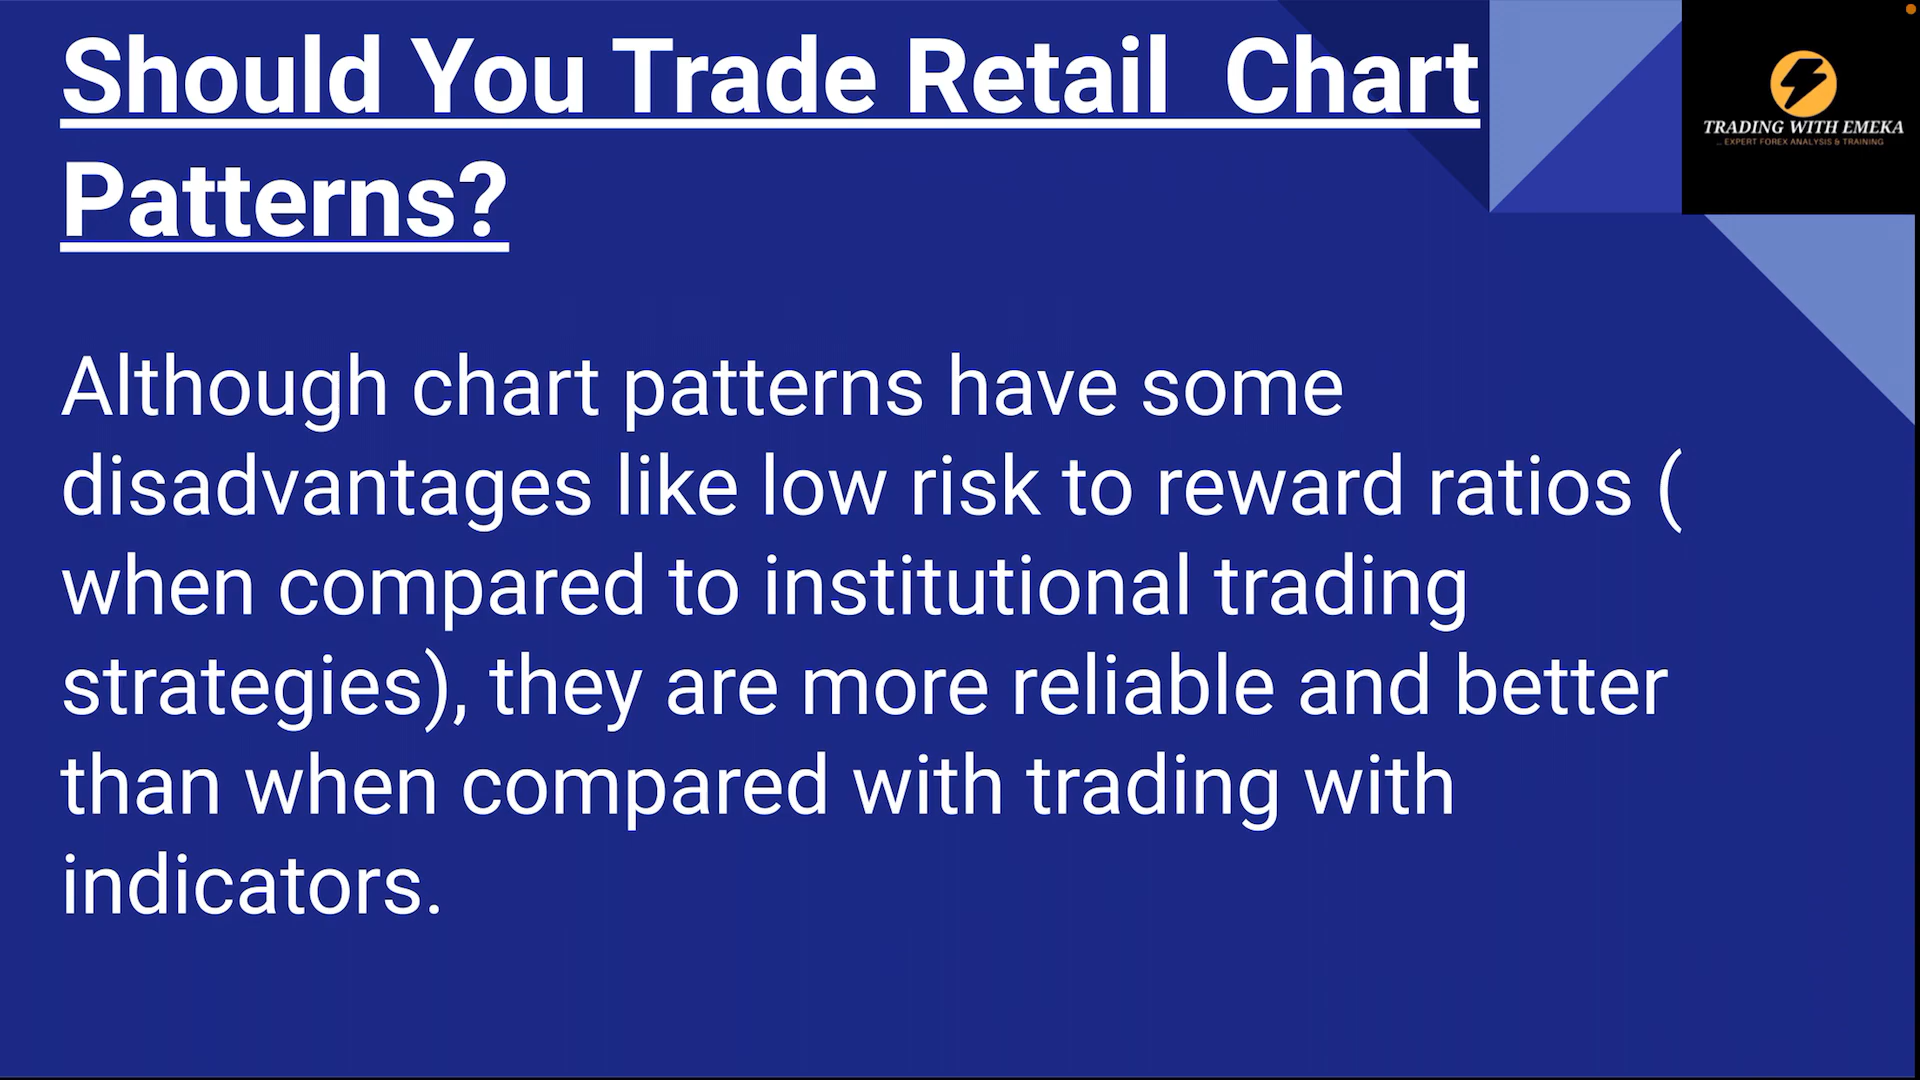 Should You Trade Retail  Chart
Patterns?
TRADING WITH EMEKA
... EXPERT FOREX ANALYSIS & TRAINING
Although chart patterns have some
disadvantages like low risk to reward ratios (
when compared to institutional trading
strategies), they are more reliable and better
than when compared with trading with
indicators.